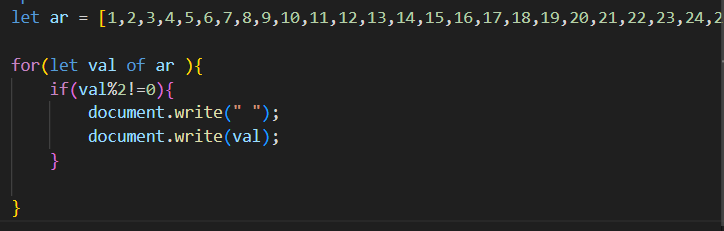 let ar = [1,2,3,4,5,6,7,8,9,10,11,12,13,14,15,16,17,18,19,20,21,22,23,24,2
for(let val of ar ){
if(val%2!=0){
document.write(" ");
document.write(val);
}
}